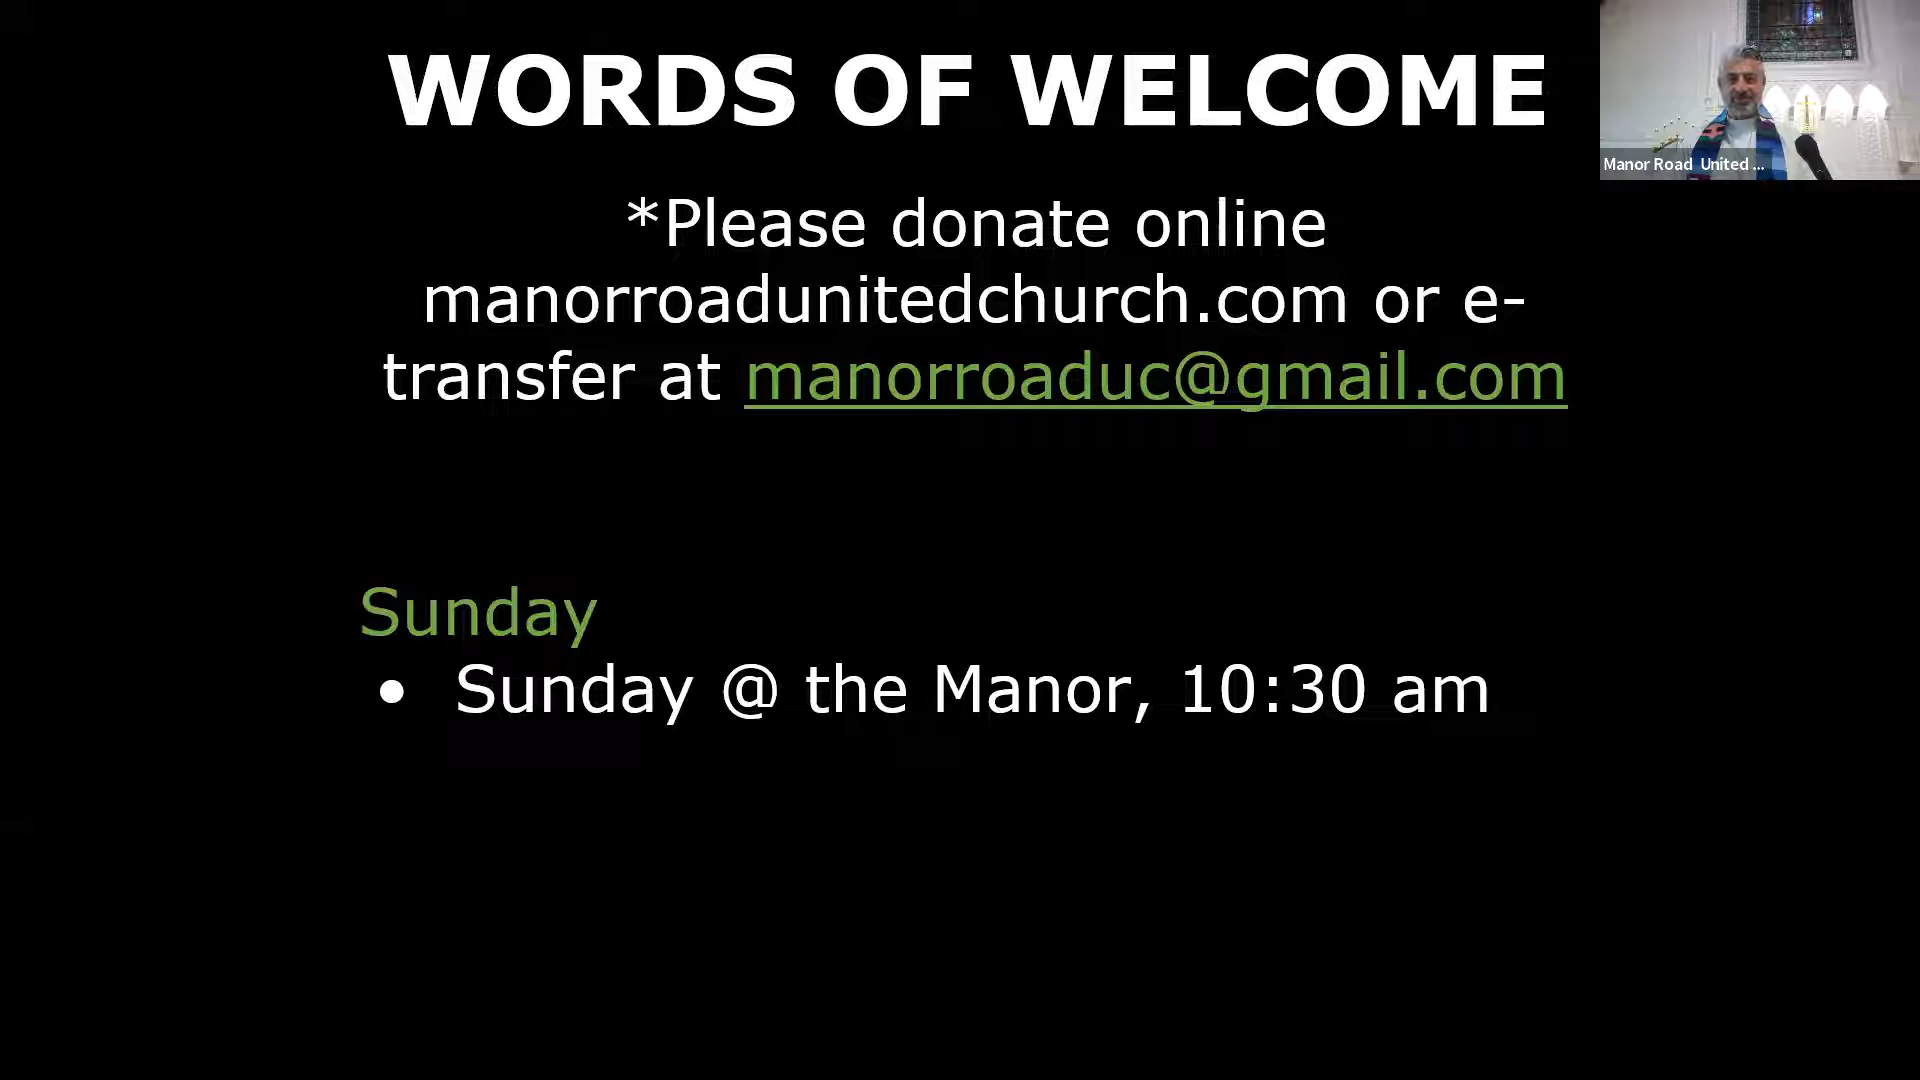 WORDS OF WELCOME
Manor Road United ...
*Please donate online
manorroadunitedchurch.com or e-
transfer at manorroaduc@gmail.com
Sunday
• Sunday @ the Manor, 10:30 am